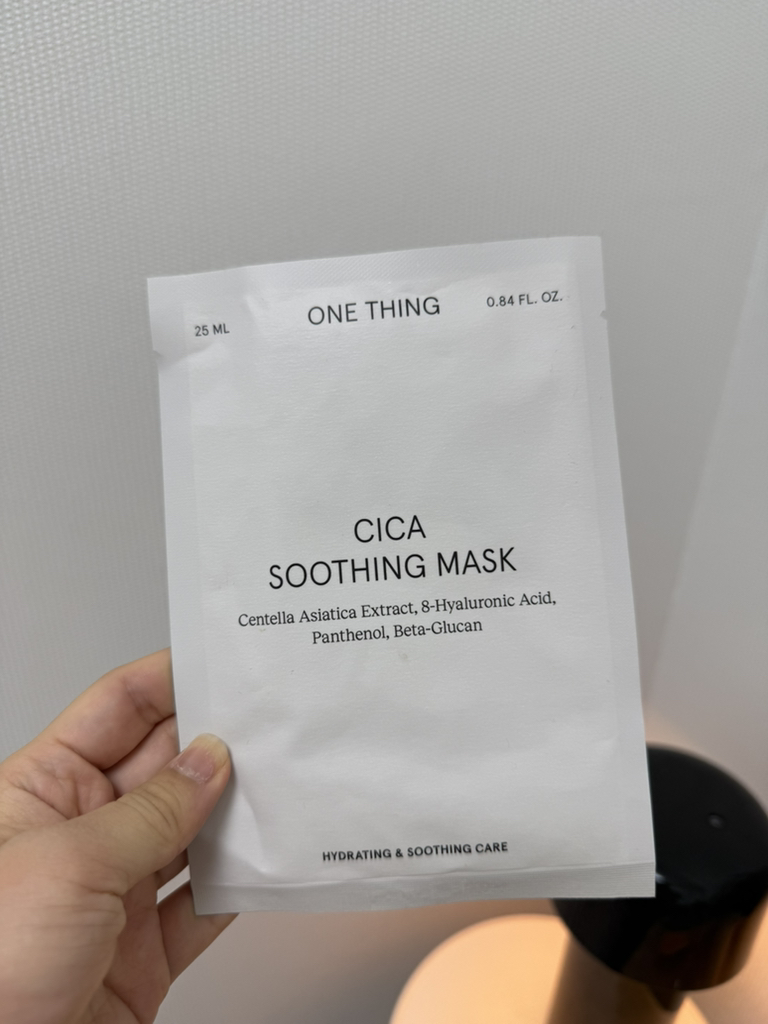 25 ML
ONE THING
0.84 FL. OZ.
CICA
SOOTHING MASK
Centella Asiatica Extract, 8-Hyaluronic Acid,
Panthenol, Beta-Glucan
HYDRATING & SOOTHING CARE